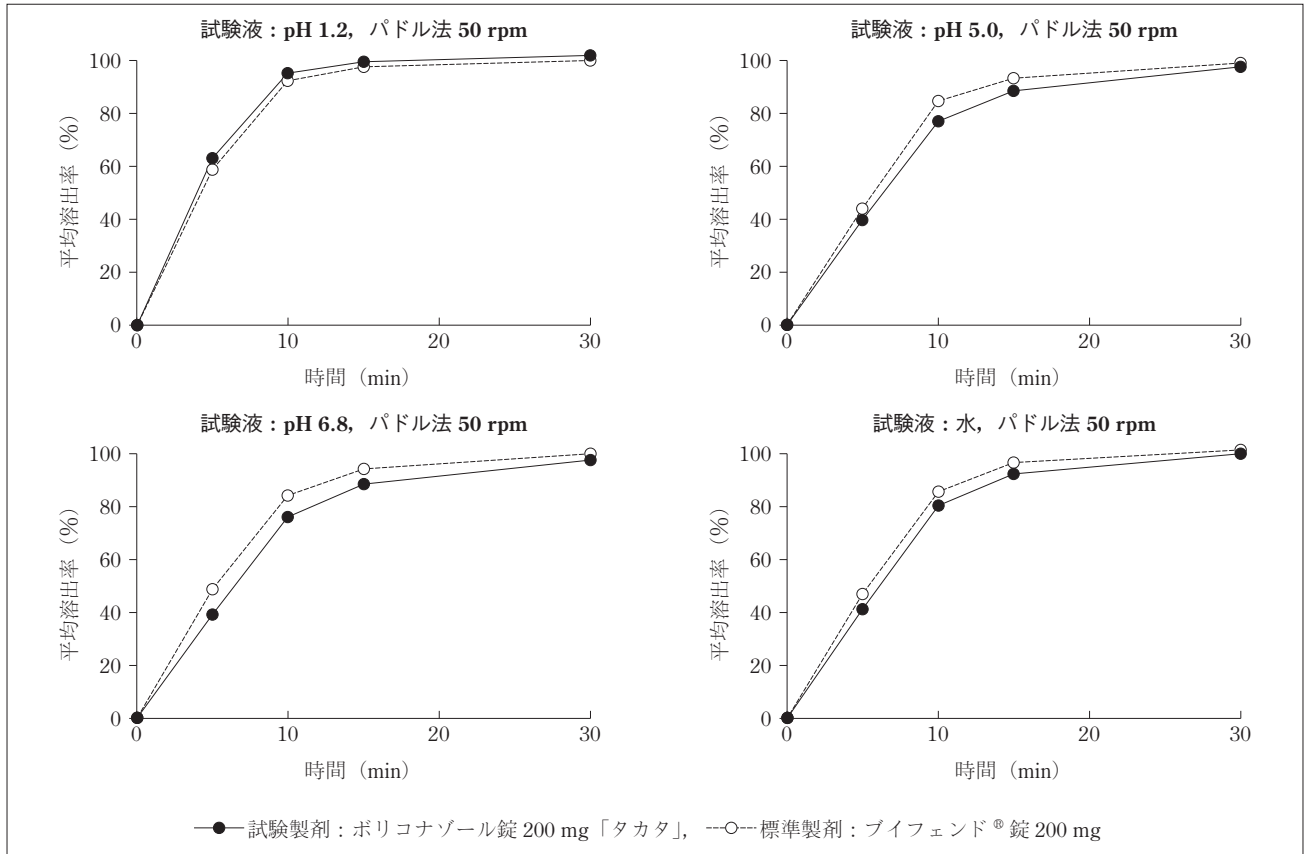 試験液：pH 1.2，パドル法 50 rpm
平均溶出率（%）
100
80
60
40
20
0
0 10 20 30
時間（min）
試験液：pH 5.0，パドル法 50 rpm
平均溶出率（%）
100
80
60
40
20
0
0 10 20 30
時間（min）
試験液：pH 6.8，パドル法 50 rpm
平均溶出率（%）
100
80
60
40
20
0
0 10 20 30
時間（min）
試験液：水，パドル法 50 rpm
平均溶出率（%）
100
80
60
40
20
0
0 10 20 30
時間（min）
試験製剤：ボリコナゾール錠 200 mg「タカタ」， 標準製剤：ブイフェンド®錠 200 mg